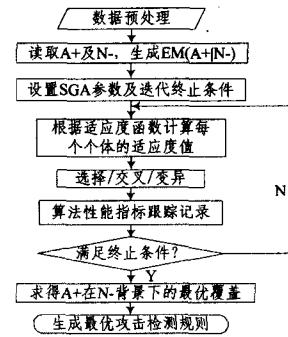 数据预处理
读取A+及N-，生成EM(A+|N-)
设置SGA参数及迭代终止条件
根据适应度函数计算每
个个体的适应度值
选择/交叉/变异
算法性能指标跟踪记录
N
满足终止条件?
Y
求得A+在N-背景下的最优覆盖
生成最优攻击检测规则